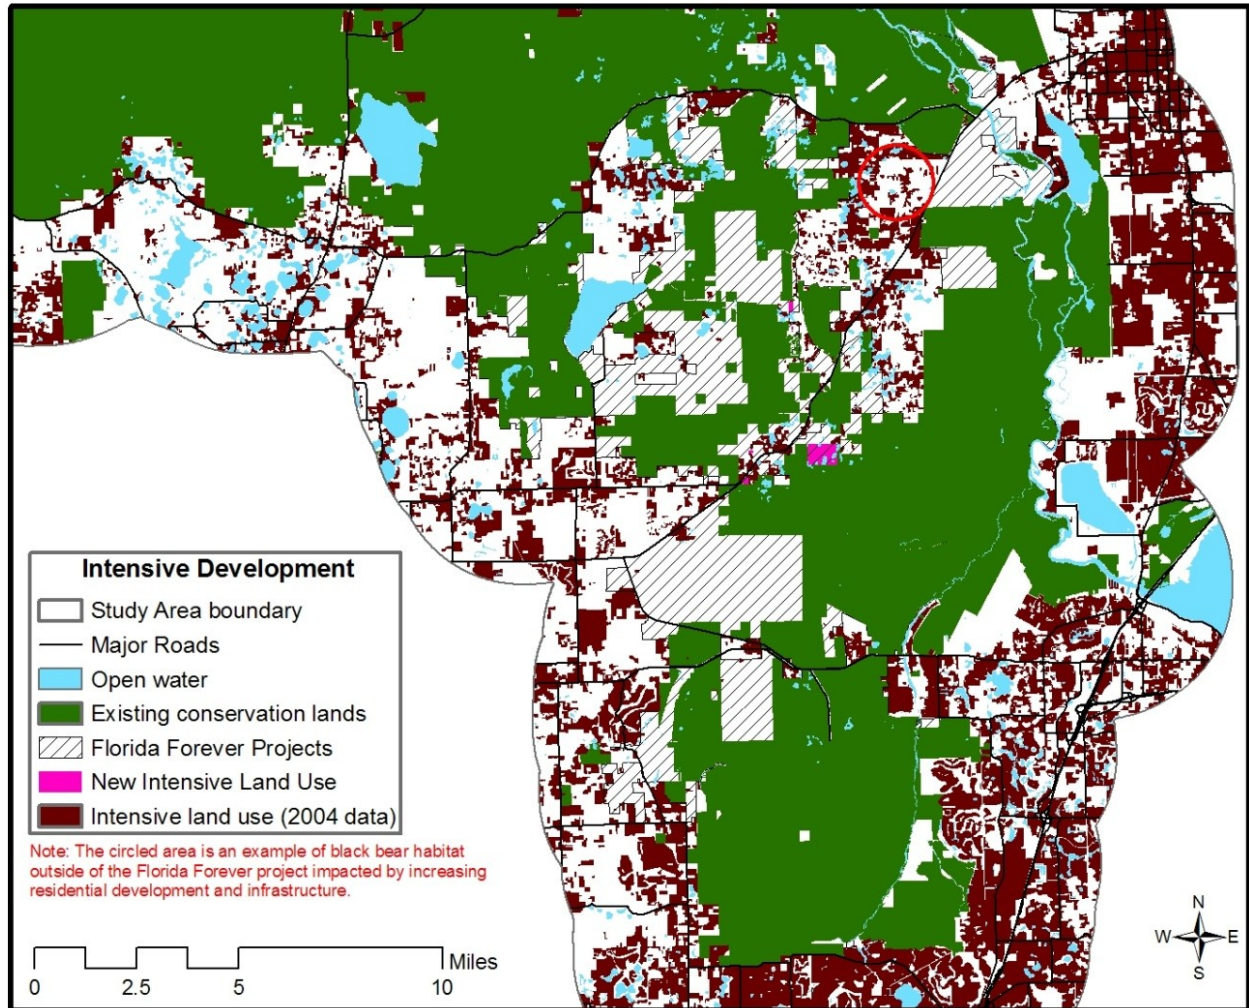 Intensive Development
Study Area boundary
Major Roads
Open water
Existing conservation lands
Florida Forever Projects
New Intensive Land Use
Intensive land use (2004 data)
Note: The circled area is an example of black bear habitat
outside of the Florida Forever project impacted by increasing
residential development and infrastructure.
Miles
0 2.5 5 10
N
W E
S